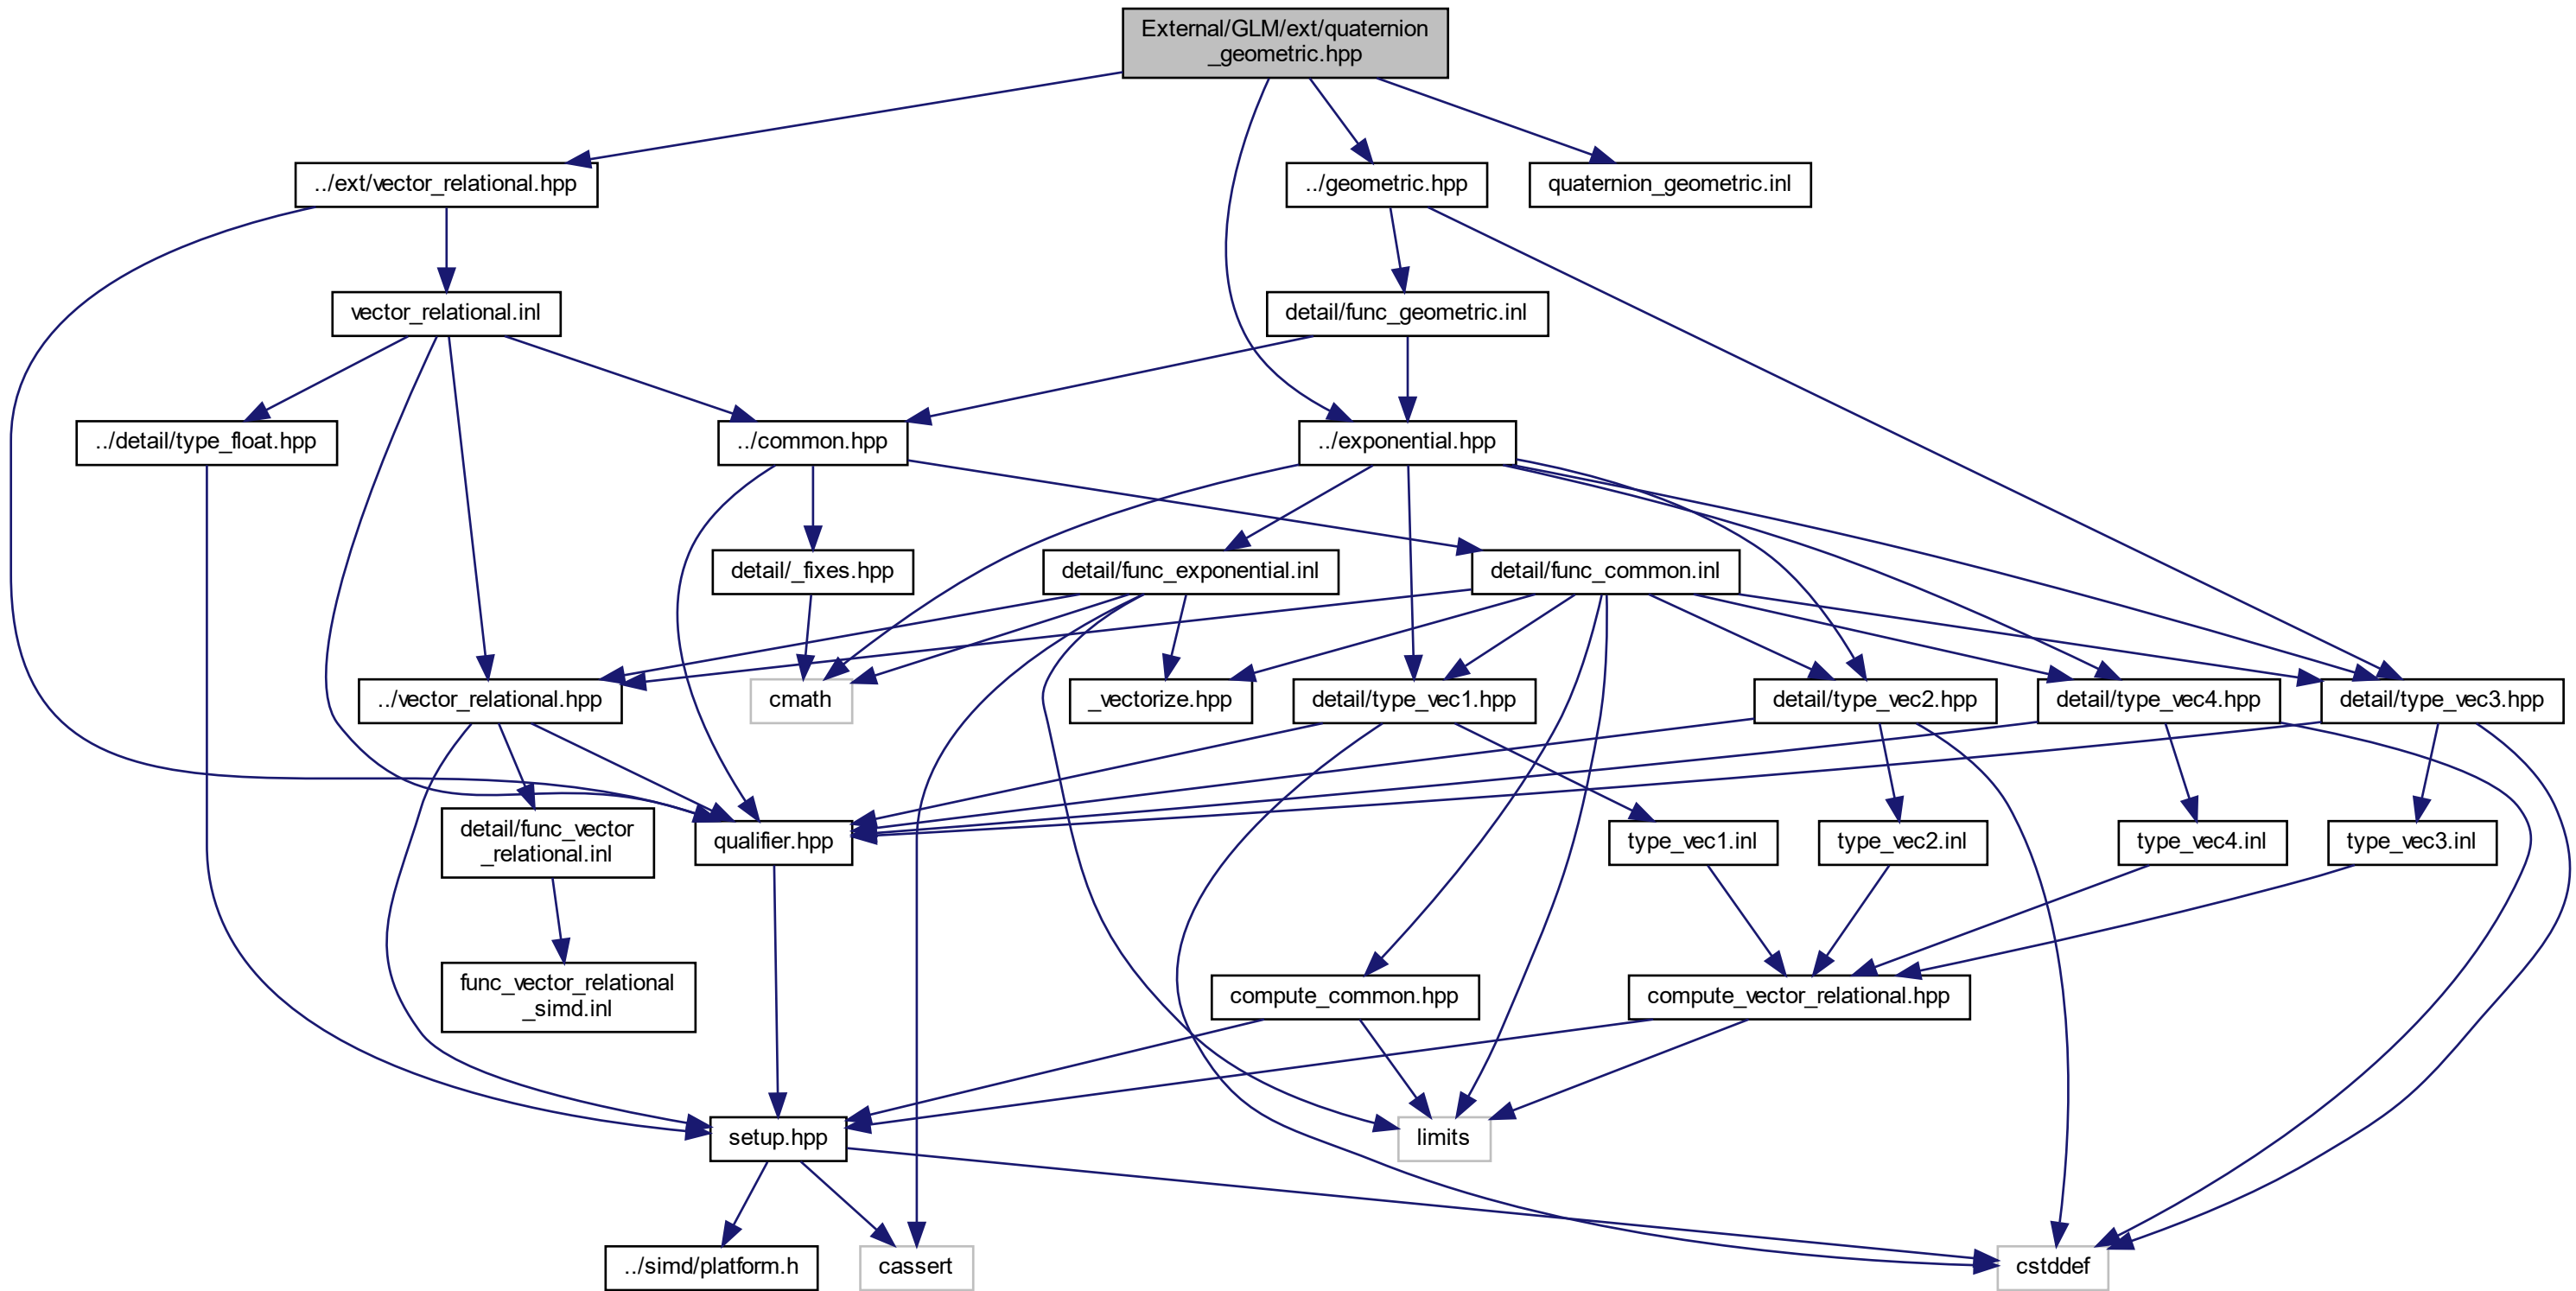 External/GLM/ext/quaternion
_geometric.hpp
../ext/vector_relational.hpp
../geometric.hpp
quaternion_geometric.inl
vector_relational.inl
detail/func_geometric.inl
../detail/type_float.hpp
../common.hpp
../exponential.hpp
detail/_fixes.hpp
detail/func_exponential.inl
detail/func_common.inl
../vector_relational.hpp
cmath
_vectorize.hpp
detail/type_vec1.hpp
detail/type_vec2.hpp
detail/type_vec4.hpp
detail/type_vec3.hpp
detail/func_vector
_relational.inl
qualifier.hpp
type_vec1.inl
type_vec2.inl
type_vec4.inl
type_vec3.inl
func_vector_relational
_simd.inl
compute_common.hpp
compute_vector_relational.hpp
setup.hpp
limits
../simd/platform.h
cassert
cstddef